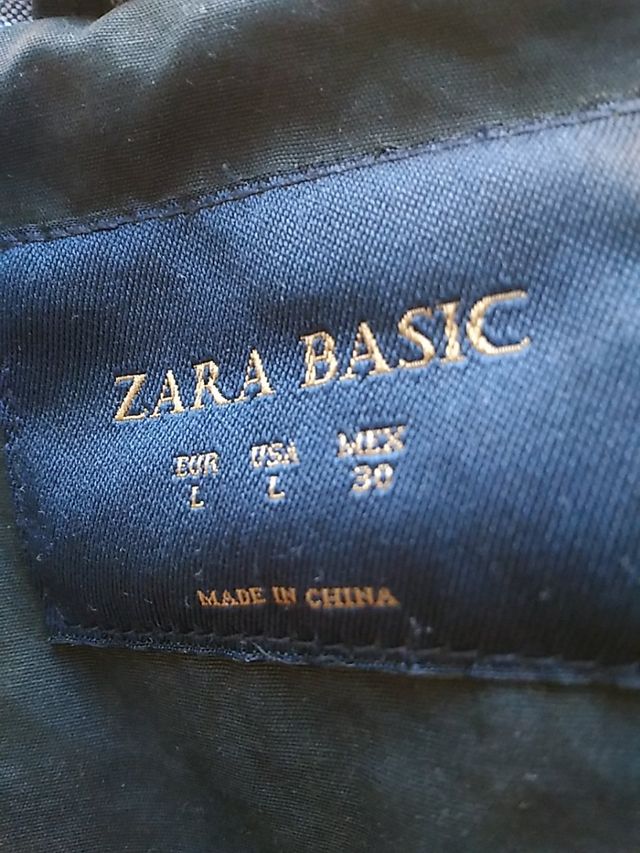 ZARA BASIC
EUR USA MEX
L L 30
MADE IN CHINA